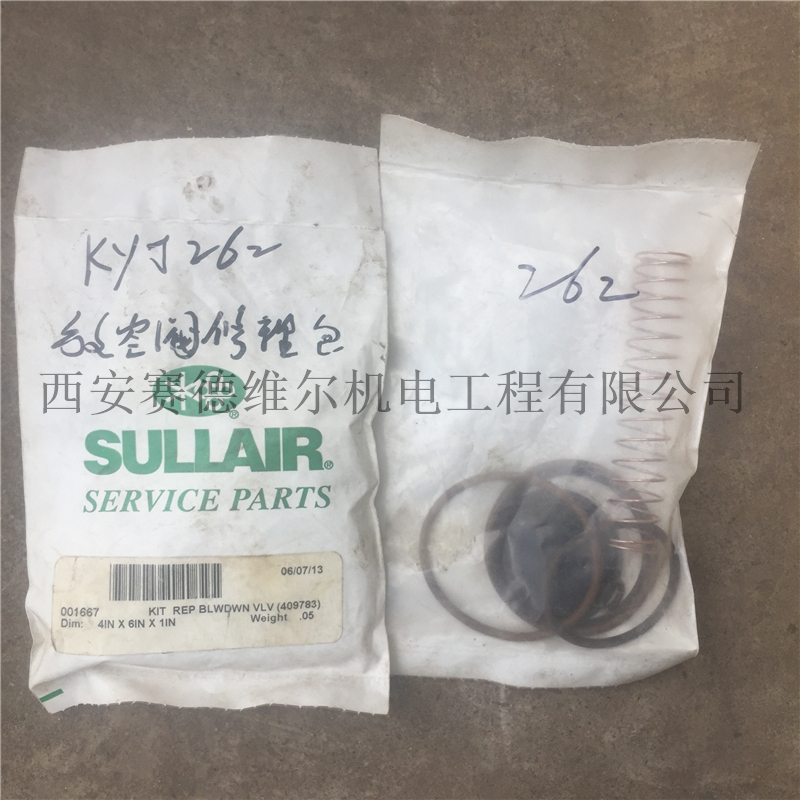 KYJ262
放空阀修理包
262
西安赛德维尔机电工程有限公司
SULLAIR®
SERVICE PARTS
06/07/13
001667 KIT REP BLWDWN VLV (409783)
Dim: 4IN X 6IN X 1IN Weight .05